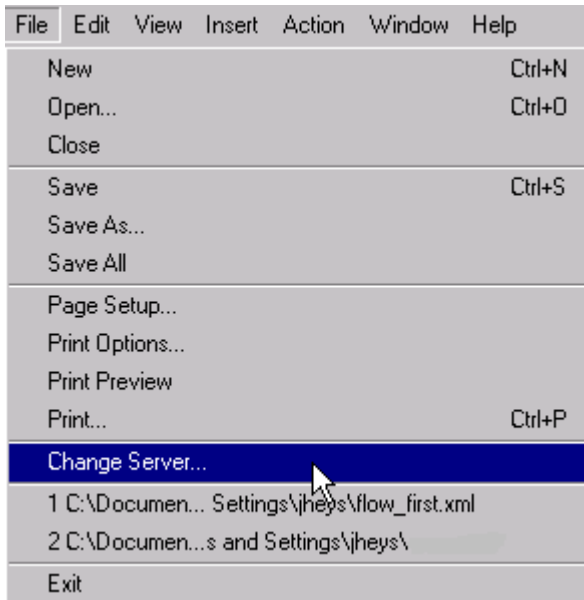 File Edit View Insert Action Window Help
New Ctrl+N
Open... Ctrl+O
Close
Save Ctrl+S
Save As...
Save All
Page Setup...
Print Options...
Print Preview
Print... Ctrl+P
Change Server...
1 C:\Documen... Settings\jheys\flow_first.xml
2 C:\Documen...s and Settings\jheys\
Exit